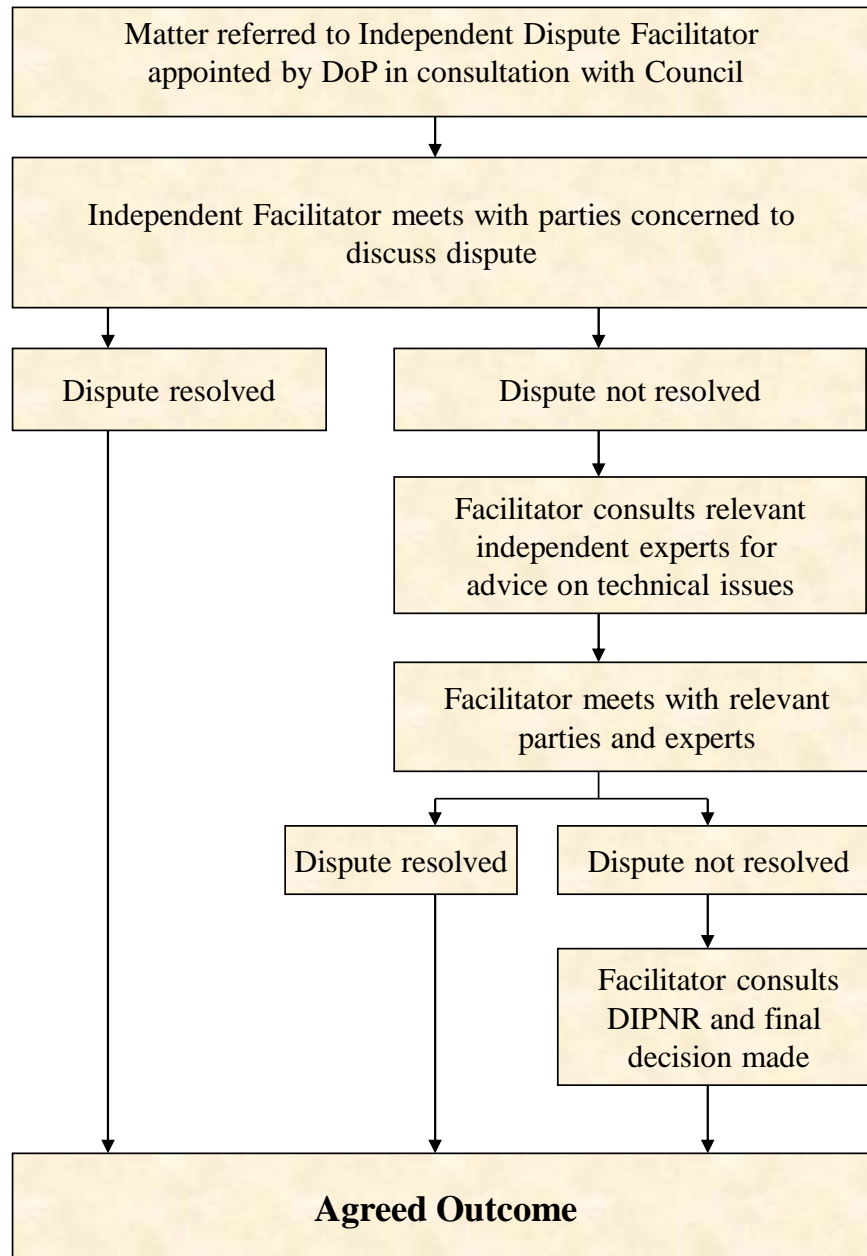 Matter referred to Independent Dispute Facilitator
appointed by DoP in consultation with Council
Independent Facilitator meets with parties concerned to
discuss dispute
Dispute resolved
Dispute not resolved
Facilitator consults relevant
independent experts for
advice on technical issues
Facilitator meets with relevant
parties and experts
Dispute resolved
Dispute not resolved
Facilitator consults
DIPNR and final
decision made
Agreed Outcome